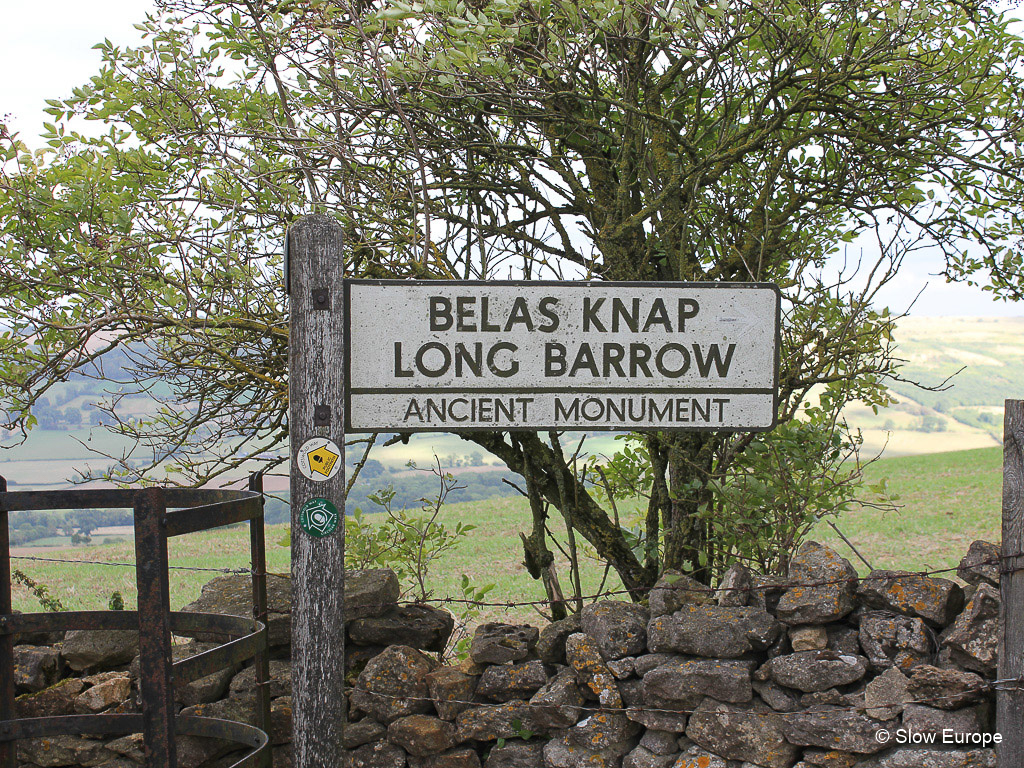 BELAS KNAP
LONG BARROW
ANCIENT MONUMENT
© Slow Europe